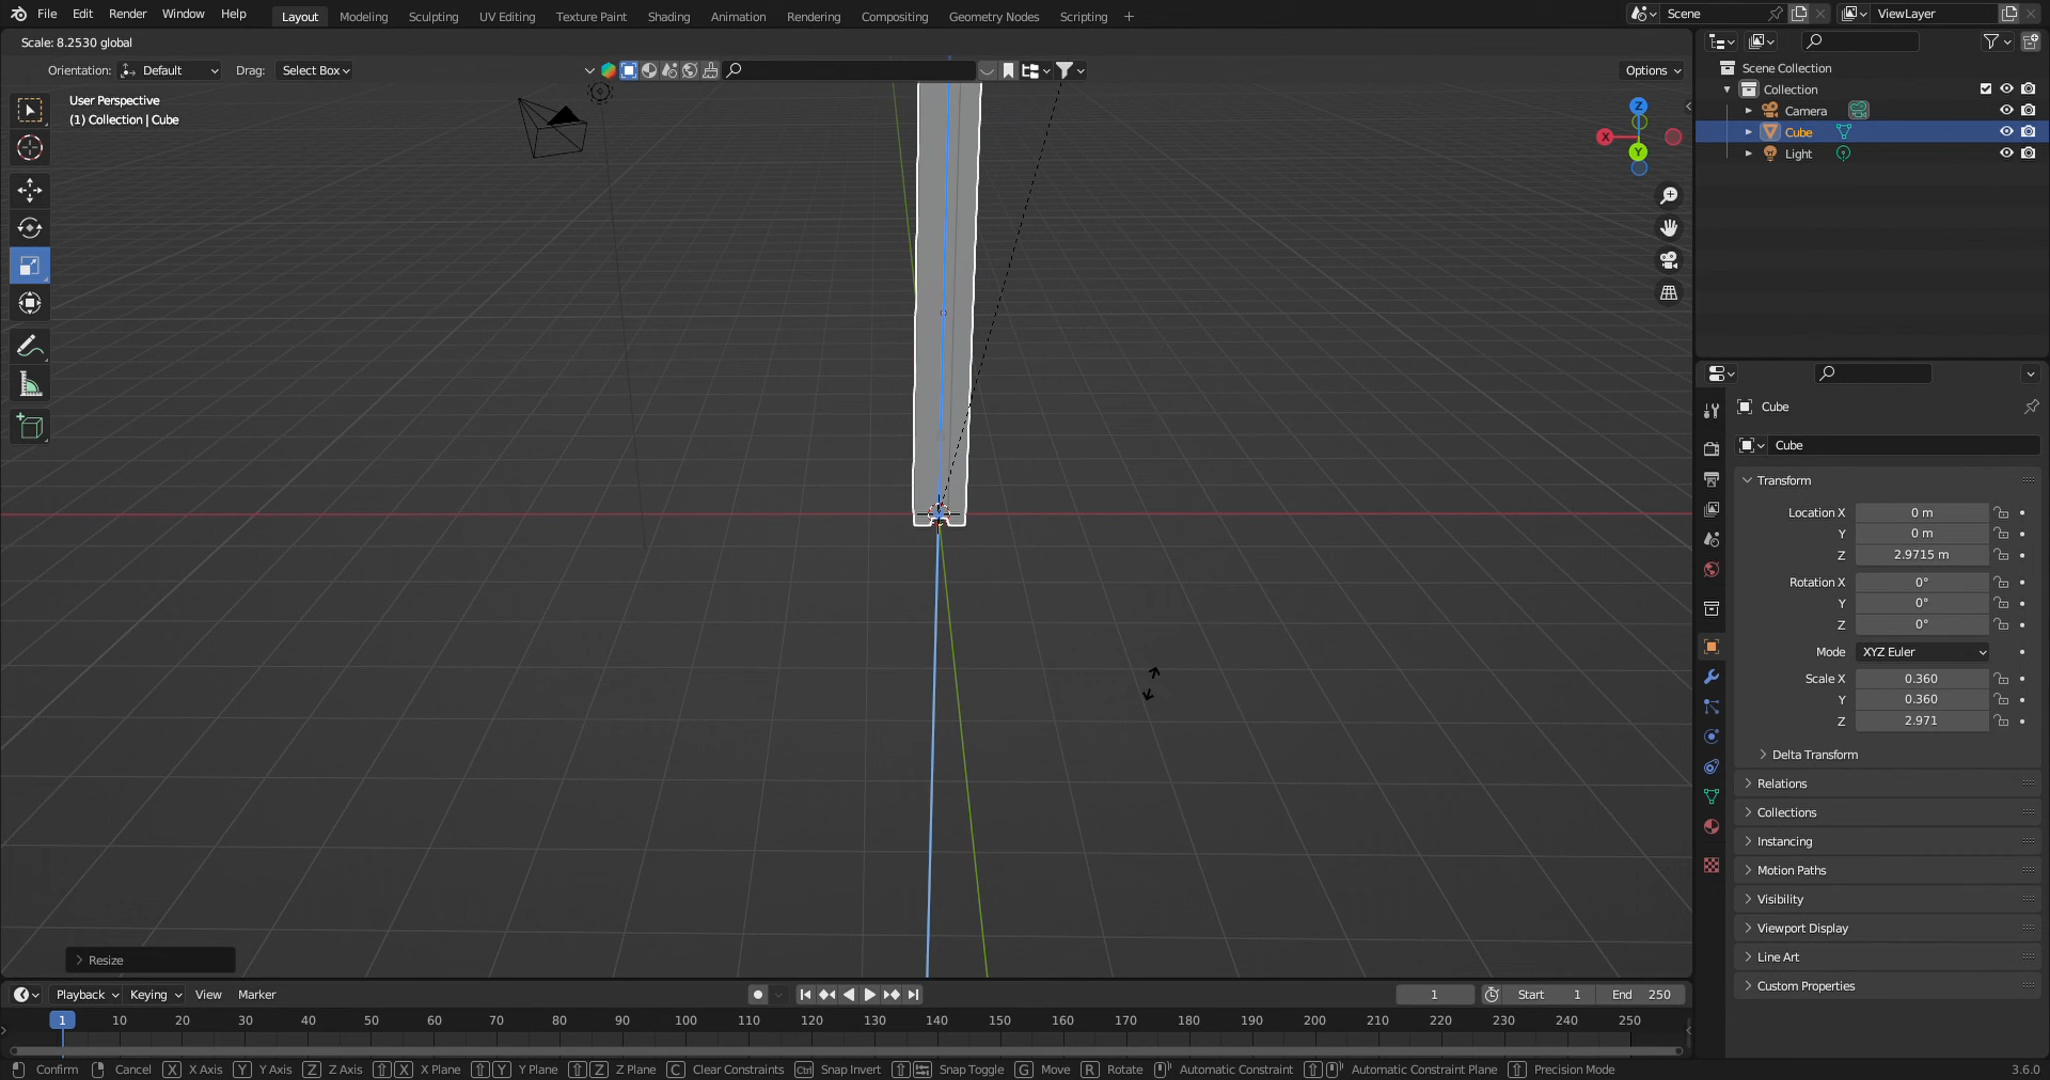 File Edit Render Window Help Layout Modeling Sculpting UV Editing Texture Paint Shading Animation Rendering Compositing Geometry Nodes Scripting + Scene ViewLayer
Scale: 8.2530 global
Orientation: Default Drag: Select Box Options
User Perspective
(1) Collection | Cube
Z
X
Y
Resize
Scene Collection
Collection
Camera
Cube
Light
Cube
Cube
Transform
Location X 0 m
Y 0 m
Z 2.9715 m
Rotation X 0°
Y 0°
Z 0°
Mode XYZ Euler
Scale X 0.360
Y 0.360
Z 2.971
Delta Transform
Relations
Collections
Instancing
Motion Paths
Visibility
Viewport Display
Line Art
Custom Properties
Playback Keying View Marker 1 Start 1 End 250
1 10 20 30 40 50 60 70 80 90 100 110 120 130 140 150 160 170 180 190 200 210 220 230 240 250
Confirm Cancel X X Axis Y Y Axis Z Z Axis X X Plane Y Y Plane Z Z Plane C Clear Constraints Ctrl Snap Invert Snap Toggle G Move R Rotate Automatic Constraint Automatic Constraint Plane Precision Mode 3.6.0